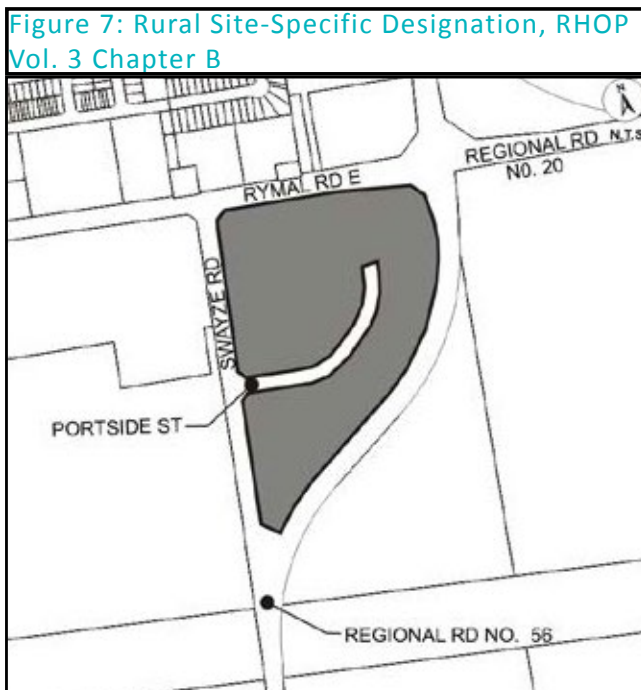 Figure 7: Rural Site-Specific Designation, RHOP
Vol. 3 Chapter B
N
N.T.S
REGIONAL RD
NO. 20
RYMAL RD E
SWAYZE RD
PORTSIDE ST
REGIONAL RD NO. 56